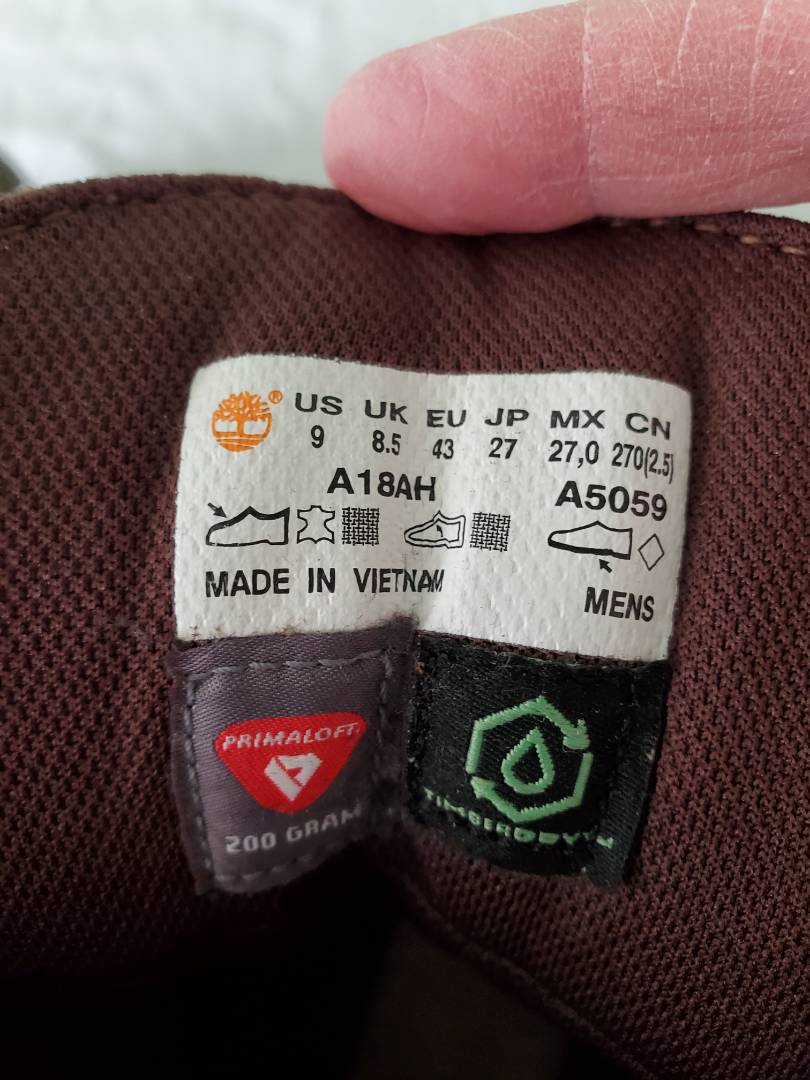 ® US UK EU JP MX CN
9 8.5 43 27 27,0 270(2.5)
A18AH A5059
MADE IN VIETNAM MENS
PRIMALOFT
200 GRAM
TIMBERDRY™